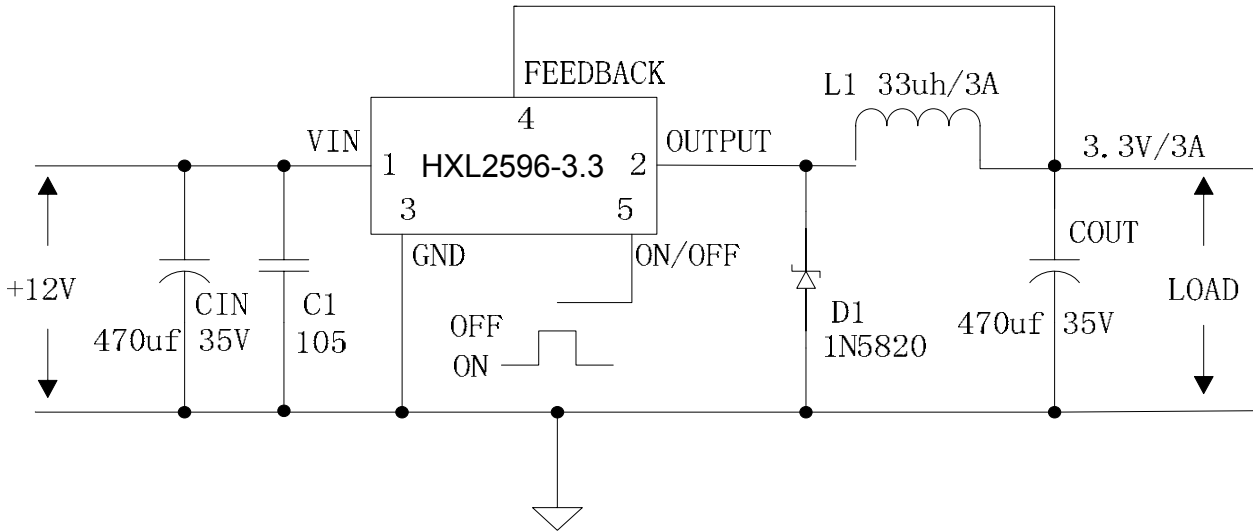 FEEDBACK
L1 33uh/3A
4
VIN
OUTPUT
3.3V/3A
1 HXL2596-3.3 2
3
5
GND
ON/OFF
COUT
+12V
CIN
470uf 35V
C1
105
OFF
ON
D1
1N5820
470uf 35V
LOAD